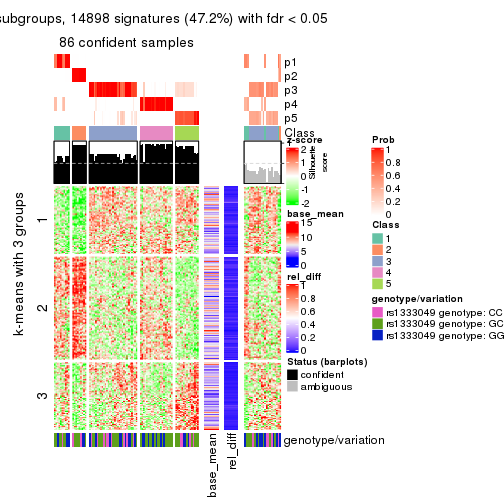 subgroups, 14898 signatures (47.2%) with fdr < 0.05
86 confident samples
p1
p2
p3
p4
p5
Class
1
2
3
k-means with 3 groups
genotype/variation
base_mean
rel_diff
z-score
2
1
0
-1
-2
Silhouette
score
base_mean
15
10
5
0
rel_diff
1
0.8
0.6
0.4
0.2
0
Status (barplots)
confident
ambiguous
Prob
1
0.8
0.6
0.4
0.2
0
Class
1
2
3
4
5
genotype/variation
rs1333049 genotype: CC
rs1333049 genotype: GC
rs1333049 genotype: GG